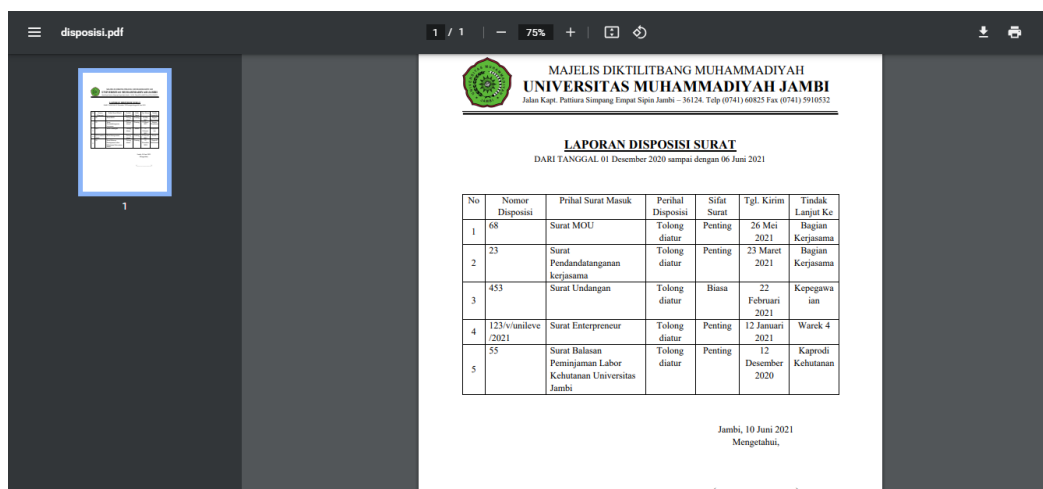 disposisi.pdf
1 / 1
75%
MAJELIS DIKTILITBANG MUHAMMADIYAH
UNIVERSITAS MUHAMMADIYAH JAMBI
Jalan Kapt. Pattiura Simpang Empat Sipin Jambi – 36124. Telp (0741) 60825 Fax (0741) 5910532
LAPORAN DISPOSISI SURAT
DARI TANGGAL 01 Desember 2020 sampai dengan 06 Juni 2021
No Nomor Disposisi Prihal Surat Masuk Perihal Disposisi Sifat Surat Tgl. Kirim Tindak Lanjut Ke
1 68 Surat MOU Tolong diatur Penting 26 Mei 2021 Bagian Kerjasama
2 23 Surat Pendandatanganan kerjasama Tolong diatur Penting 23 Maret 2021 Bagian Kerjasama
3 453 Surat Undangan Tolong diatur Biasa 22 Februari 2021 Kepegawaian
4 123/v/unileve/2021 Surat Enterpreneur Tolong diatur Penting 12 Januari 2021 Warek 4
5 55 Surat Balasan Peminjaman Labor Kehutanan Universitas Jambi Tolong diatur Penting 12 Desember 2020 Kaprodi Kehutanan
Jambi, 10 Juni 2021
Mengetahui,
1